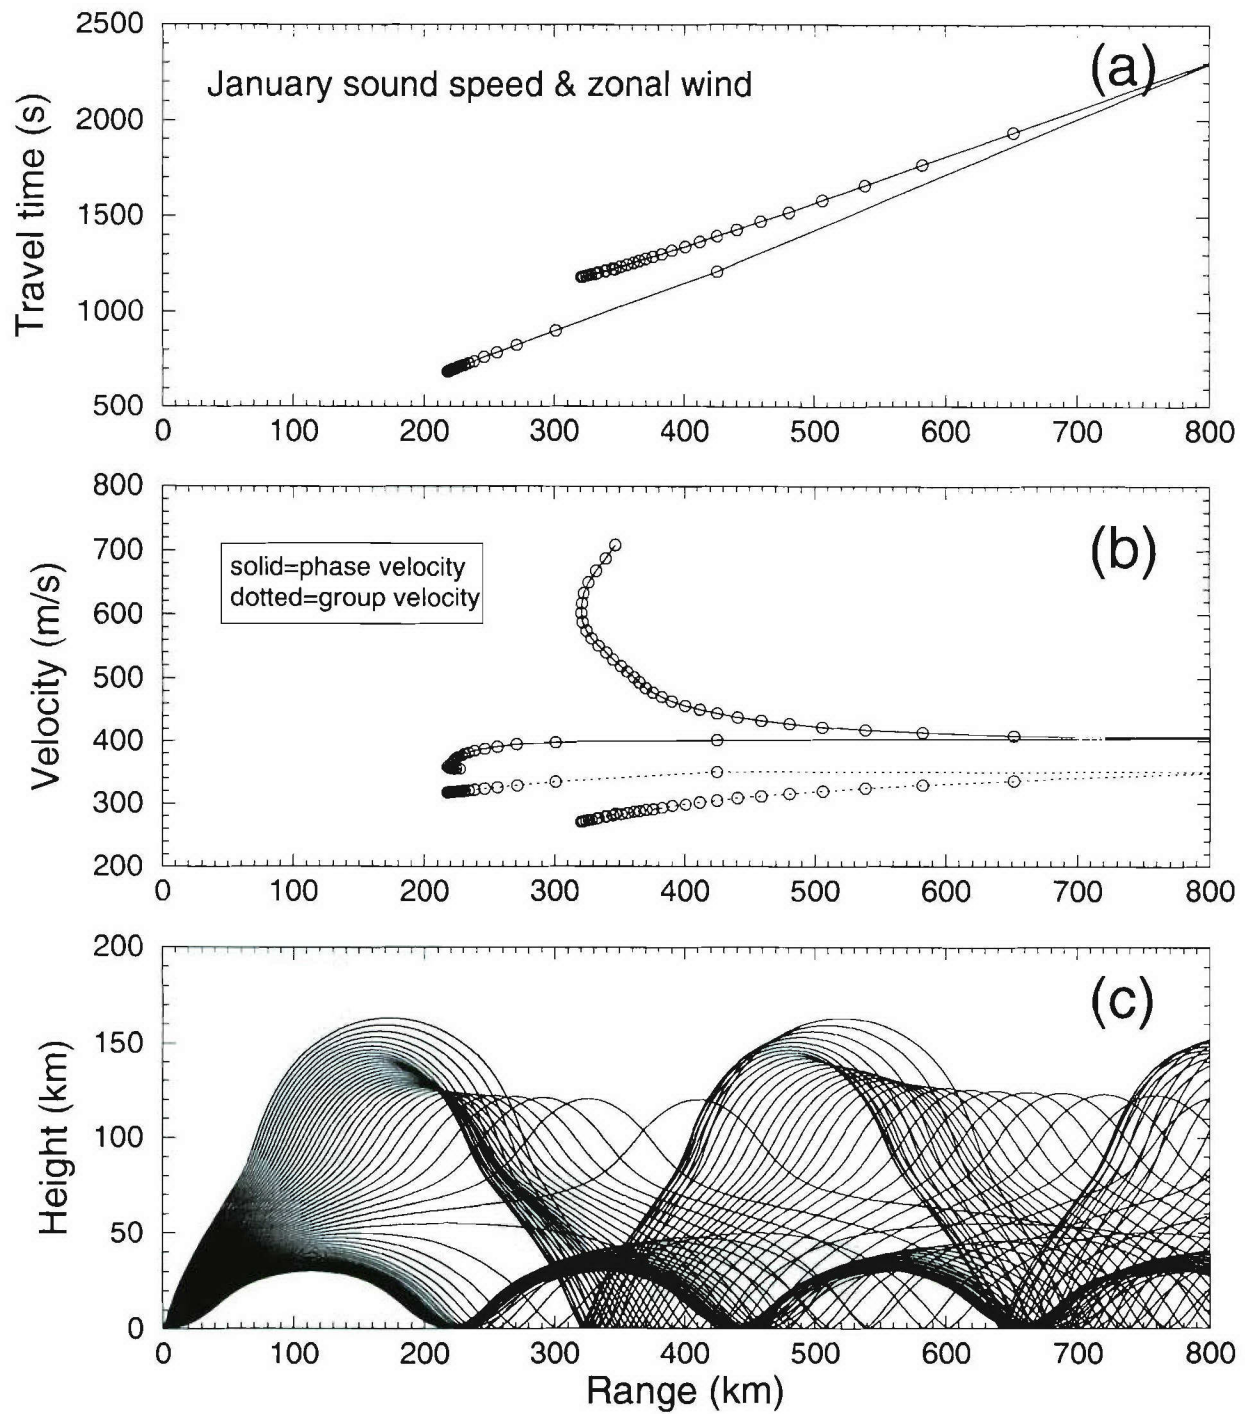 2500
2000
1500
1000
500
Travel time (s)
January sound speed & zonal wind
(a)
0 100 200 300 400 500 600 700 800
800
700
600
500
400
300
200
Velocity (m/s)
solid=phase velocity
dotted=group velocity
(b)
0 100 200 300 400 500 600 700 800
200
150
100
50
0
Height (km)
(c)
0 100 200 300 400 500 600 700 800
Range (km)